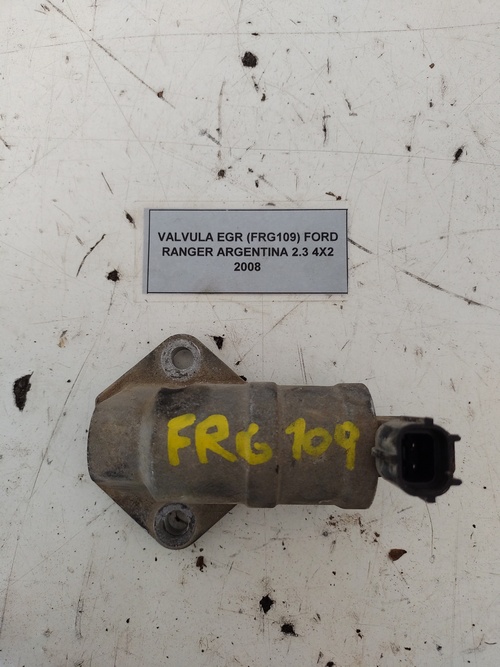 VALVULA EGR (FRG109) FORD
RANGER ARGENTINA 2.3 4X2
2008
FRG 109